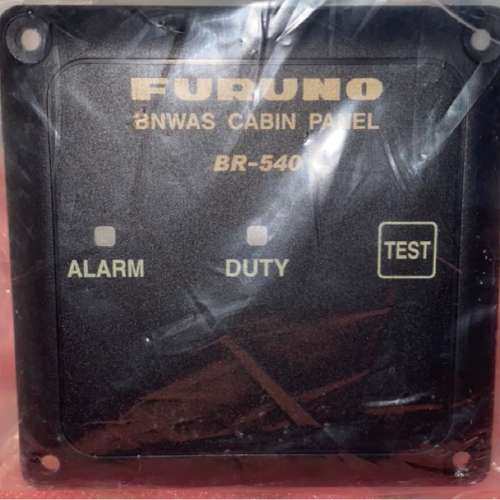 FURUNO
BNWAS CABIN PANEL
BR-540
ALARM DUTY TEST